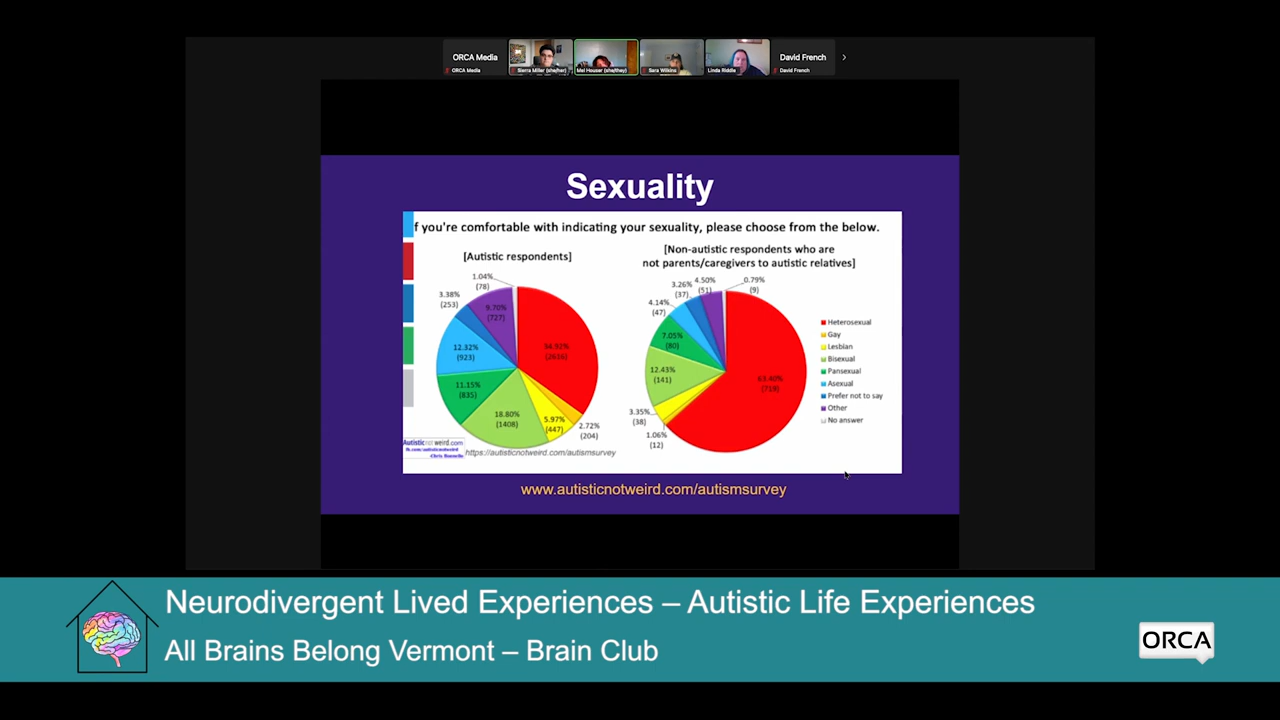 ORCA Media
David French
ORCA Media
Sierra Miller (she/her)
Mel Houser (she/they)
Sara Wilkins
Linda Riddle
David French
Sexuality
f you're comfortable with indicating your sexuality, please choose from the below.
[Autistic respondents]
[Non-autistic respondents who are
not parents/caregivers to autistic relatives]
1.04%
(78)
3.38%
(253)
9.70%
(727)
12.32%
(923)
11.15%
(835)
18.80%
(1408)
5.97%
(447)
2.72%
(204)
34.92%
(2616)
0.79%
(9)
4.50%
(51)
3.26%
(37)
4.14%
(47)
7.05%
(80)
12.43%
(141)
3.35%
(38)
1.06%
(12)
63.40%
(719)
Heterosexual
Gay
Lesbian
Bisexual
Pansexual
Asexual
Prefer not to say
Other
No answer
Autisticnotweird.com
fb.com/autisticnotweird
Chris Bonnello
https://autisticnotweird.com/autismsurvey
www.autisticnotweird.com/autismsurvey
Neurodivergent Lived Experiences – Autistic Life Experiences
All Brains Belong Vermont – Brain Club
ORCA